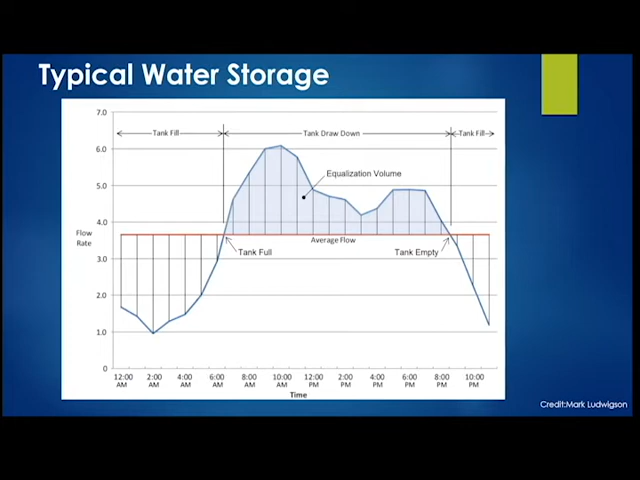 Typical Water Storage
7.0
6.0
5.0
4.0
3.0
2.0
1.0
0
Flow
Rate
Tank Fill
Tank Draw Down
Tank Fill
Equalization Volume
Average Flow
Tank Full
Tank Empty
12:00 AM
2:00 AM
4:00 AM
6:00 AM
8:00 AM
10:00 AM
12:00 PM
2:00 PM
4:00 PM
6:00 PM
8:00 PM
10:00 PM
Time
Credit:Mark Ludwigson